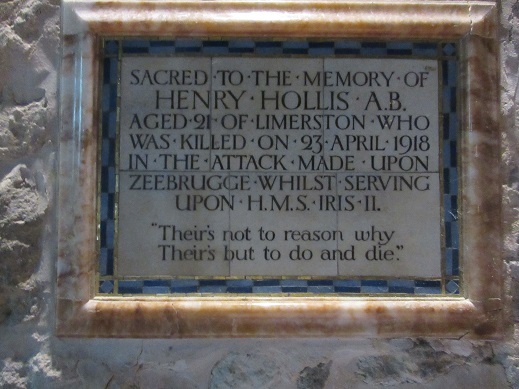 SACRED·TO·THE·MEMORY·OF
HENRY·HOLLIS·A.B.
AGED·21·OF·LIMERSTON·WHO
WAS·KILLED·ON·23·APRIL·1918
IN·THE·ATTACK·MADE·UPON
ZEEBRUGGE·WHILST·SERVING
UPON·H.M.S.·IRIS·II.
"Their's not to reason why
Their's but to do and die."